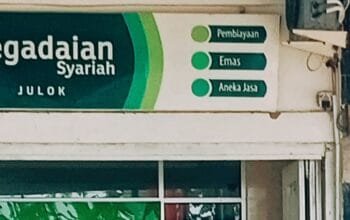 egadaian
Syariah
JULOK
Pembiayaan
Emas
Aneka Jasa